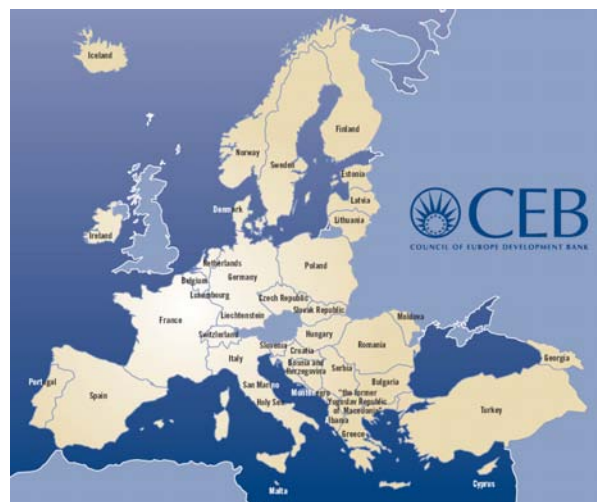 Iceland
Finland
Norway
Sweden
Estonia
Latvia
Lithuania
Denmark
CEB
COUNCIL OF EUROPE DEVELOPMENT BANK
Ireland
Netherlands
Germany
Poland
Belgium
Luxembourg
Czech Republic
Slovak Republic
France
Liechtenstein
Switzerland
Hungary
Moldova
Romania
Slovenia
Croatia
Italy
Bosnia and
Herzegovina
Serbia
Georgia
Portugal
Spain
San Marino
Holy See
Montenegro
Bulgaria
"the former
Yugoslav Republic
of Macedonia"
lbania
Greece
Turkey
Malta
Cyprus